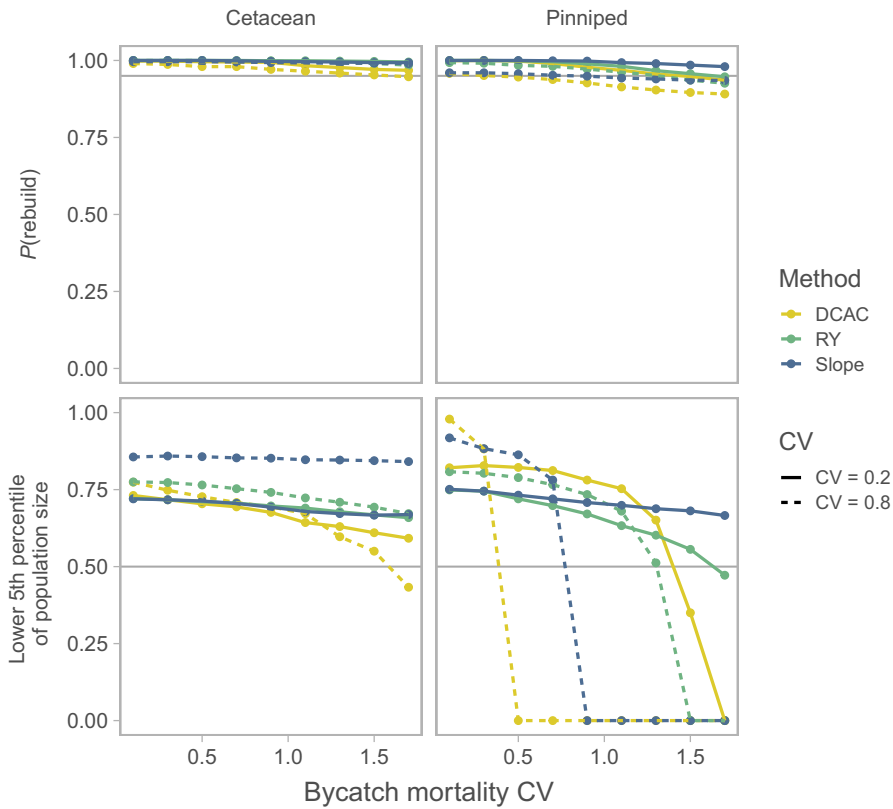 Cetacean
Pinniped
P(rebuild)
1.00
0.75
0.50
0.25
0.00
Lower 5th percentile
of population size
1.00
0.75
0.50
0.25
0.00
0.5
1.0
1.5
0.5
1.0
1.5
Bycatch mortality CV
Method
DCAC
RY
Slope
CV
CV = 0.2
CV = 0.8